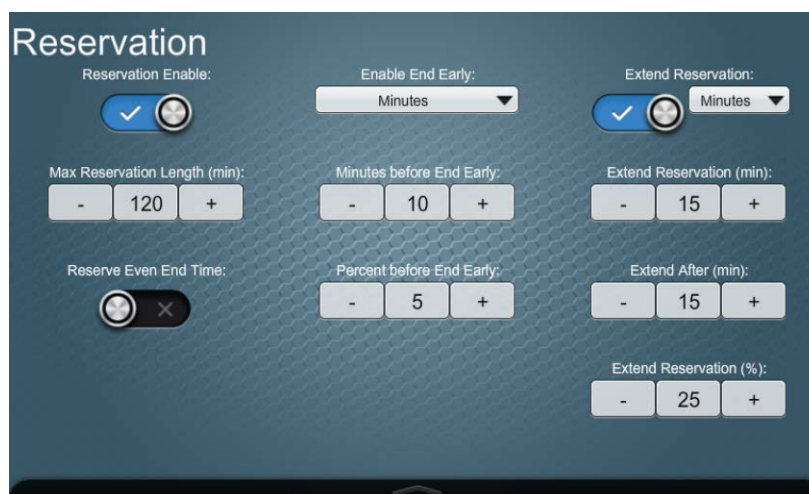 Reservation
Reservation Enable:
Enable End Early:
Minutes
Extend Reservation:
Minutes
Max Reservation Length (min):
- 120 +
Minutes before End Early:
- 10 +
Extend Reservation (min):
- 15 +
Reserve Even End Time:
Percent before End Early:
- 5 +
Extend After (min):
- 15 +
Extend Reservation (%):
- 25 +